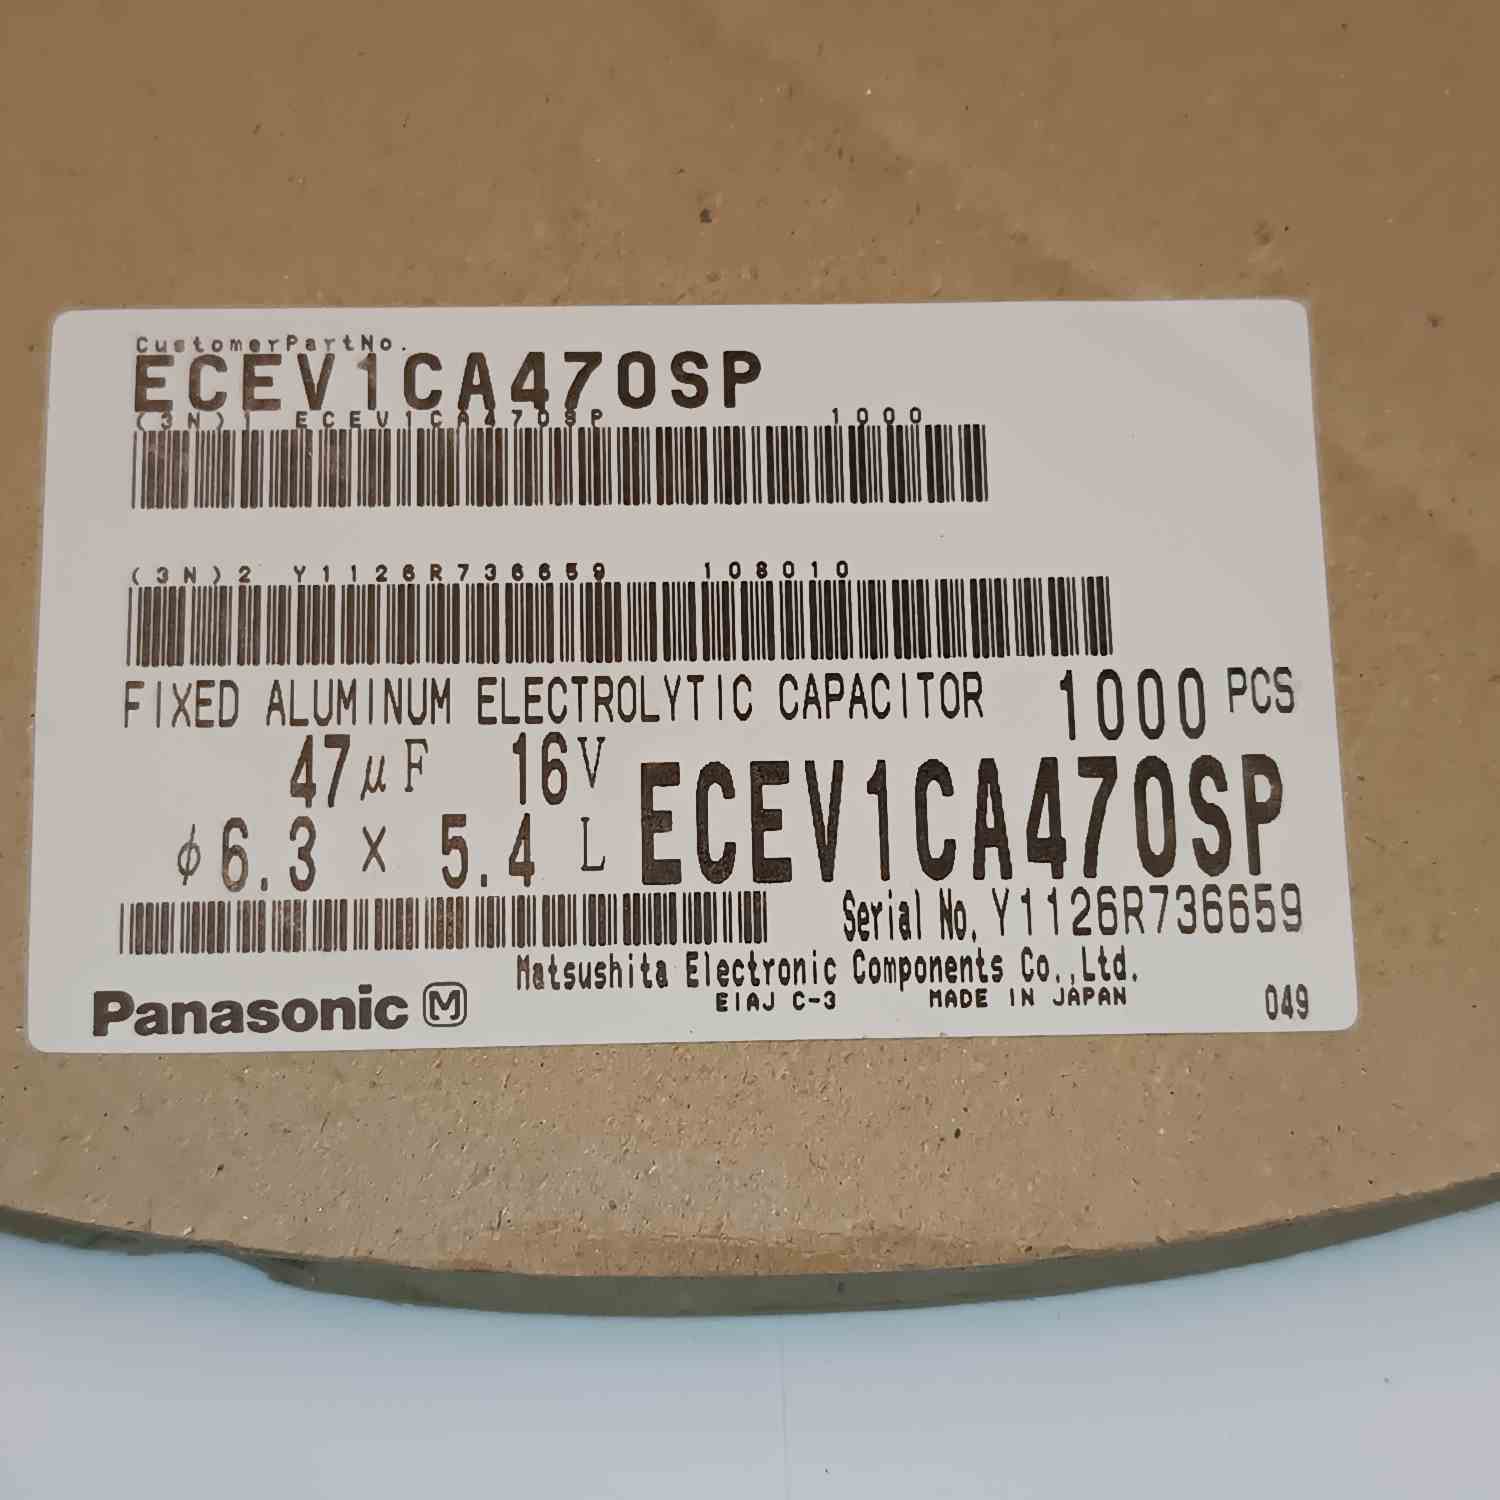 CustomerPartNo.
ECEV1CA470SP
(3N)1 ECEV1CA470SP 1000
(3N)2 Y1126R736659 108010
FIXED ALUMINUM ELECTROLYTIC CAPACITOR 1000 PCS
47μF 16V
ECEV1CA470SP
φ6.3 × 5.4 L
Serial No. Y1126R736659
Matsushita Electronic Components Co.,Ltd.
Panasonic M
EIAJ C-3 MADE IN JAPAN 049